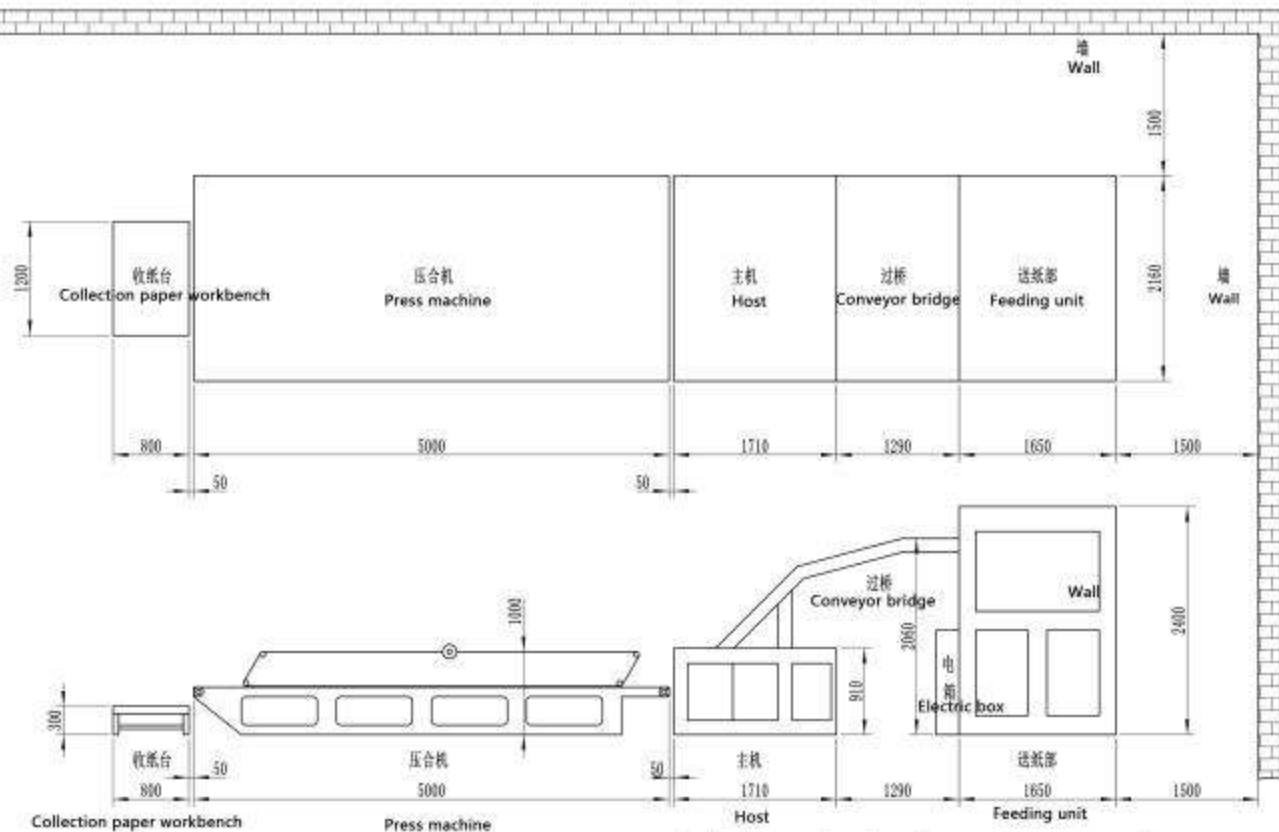 墙
Wall
1500
1200
收纸台
Collection paper workbench
压合机
Press machine
主机
Host
过桥
Conveyor bridge
送纸部
Feeding unit
2160
墙
Wall
800
5000
1710
1290
1650
1500
50
50
过桥
Conveyor bridge
Wall
1000
2060
2400
300
910
电
Electric box
收纸台
50
压合机
50
主机
送纸部
800
5000
1710
1290
1650
1500
Collection paper workbench
Press machine
Host
Feeding unit